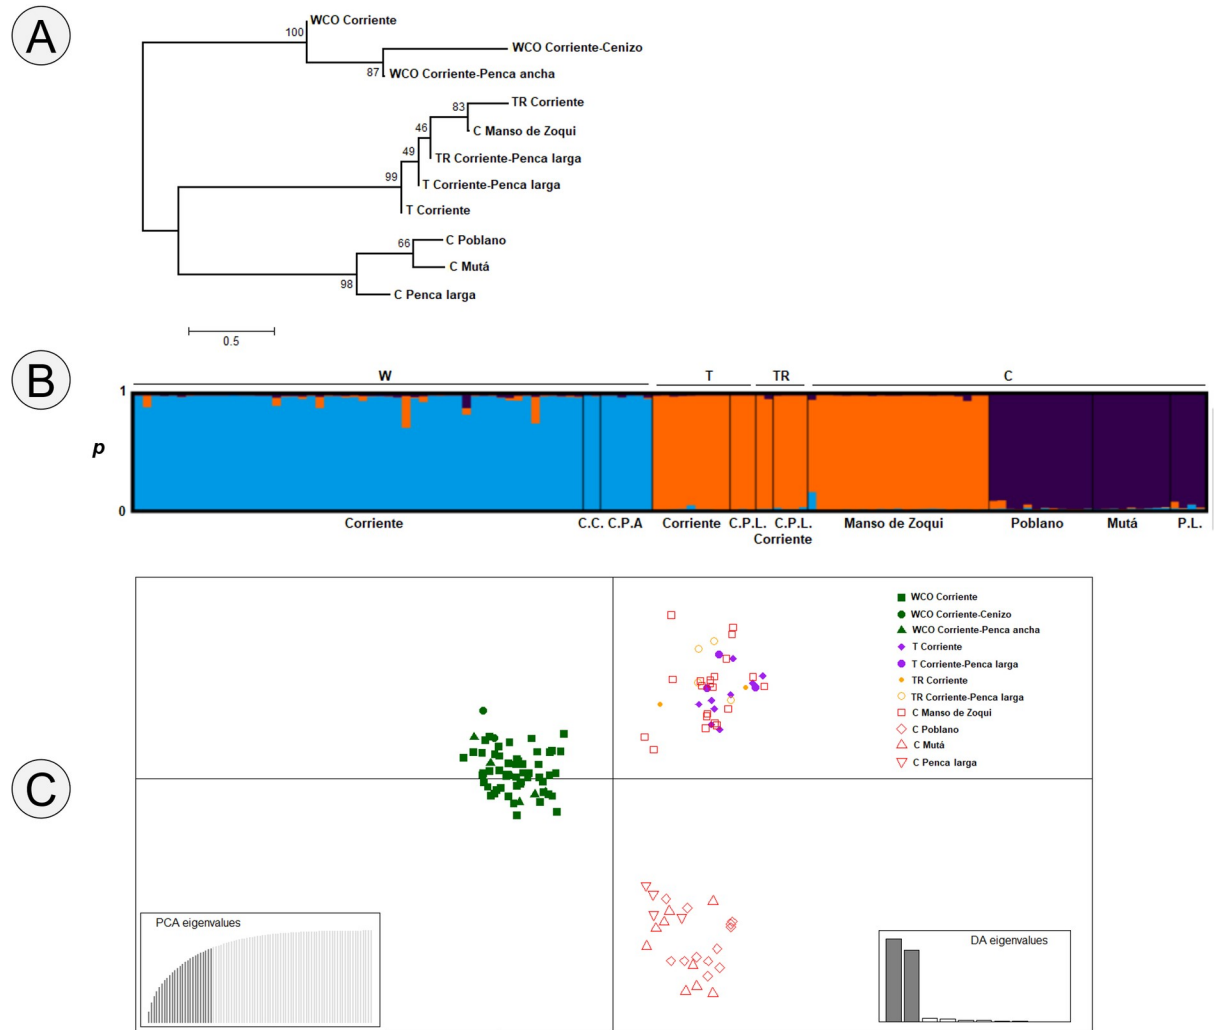 A
WCO Corriente
100
WCO Corriente-Cenizo
87
WCO Corriente-Penca ancha
TR Corriente
83
C Manso de Zoqui
46
TR Corriente-Penca larga
49
T Corriente-Penca larga
99
T Corriente
C Poblano
66
C Mutá
98
C Penca larga
0.5
B
W T TR C
1
p
0
Corriente C.C. C.P.A Corriente C.P.L. C.P.L. Manso de Zoqui Poblano Mutá P.L.
Corriente
C
WCO Corriente
WCO Corriente-Cenizo
WCO Corriente-Penca ancha
T Corriente
T Corriente-Penca larga
TR Corriente
TR Corriente-Penca larga
C Manso de Zoqui
C Poblano
C Mutá
C Penca larga
PCA eigenvalues
DA eigenvalues